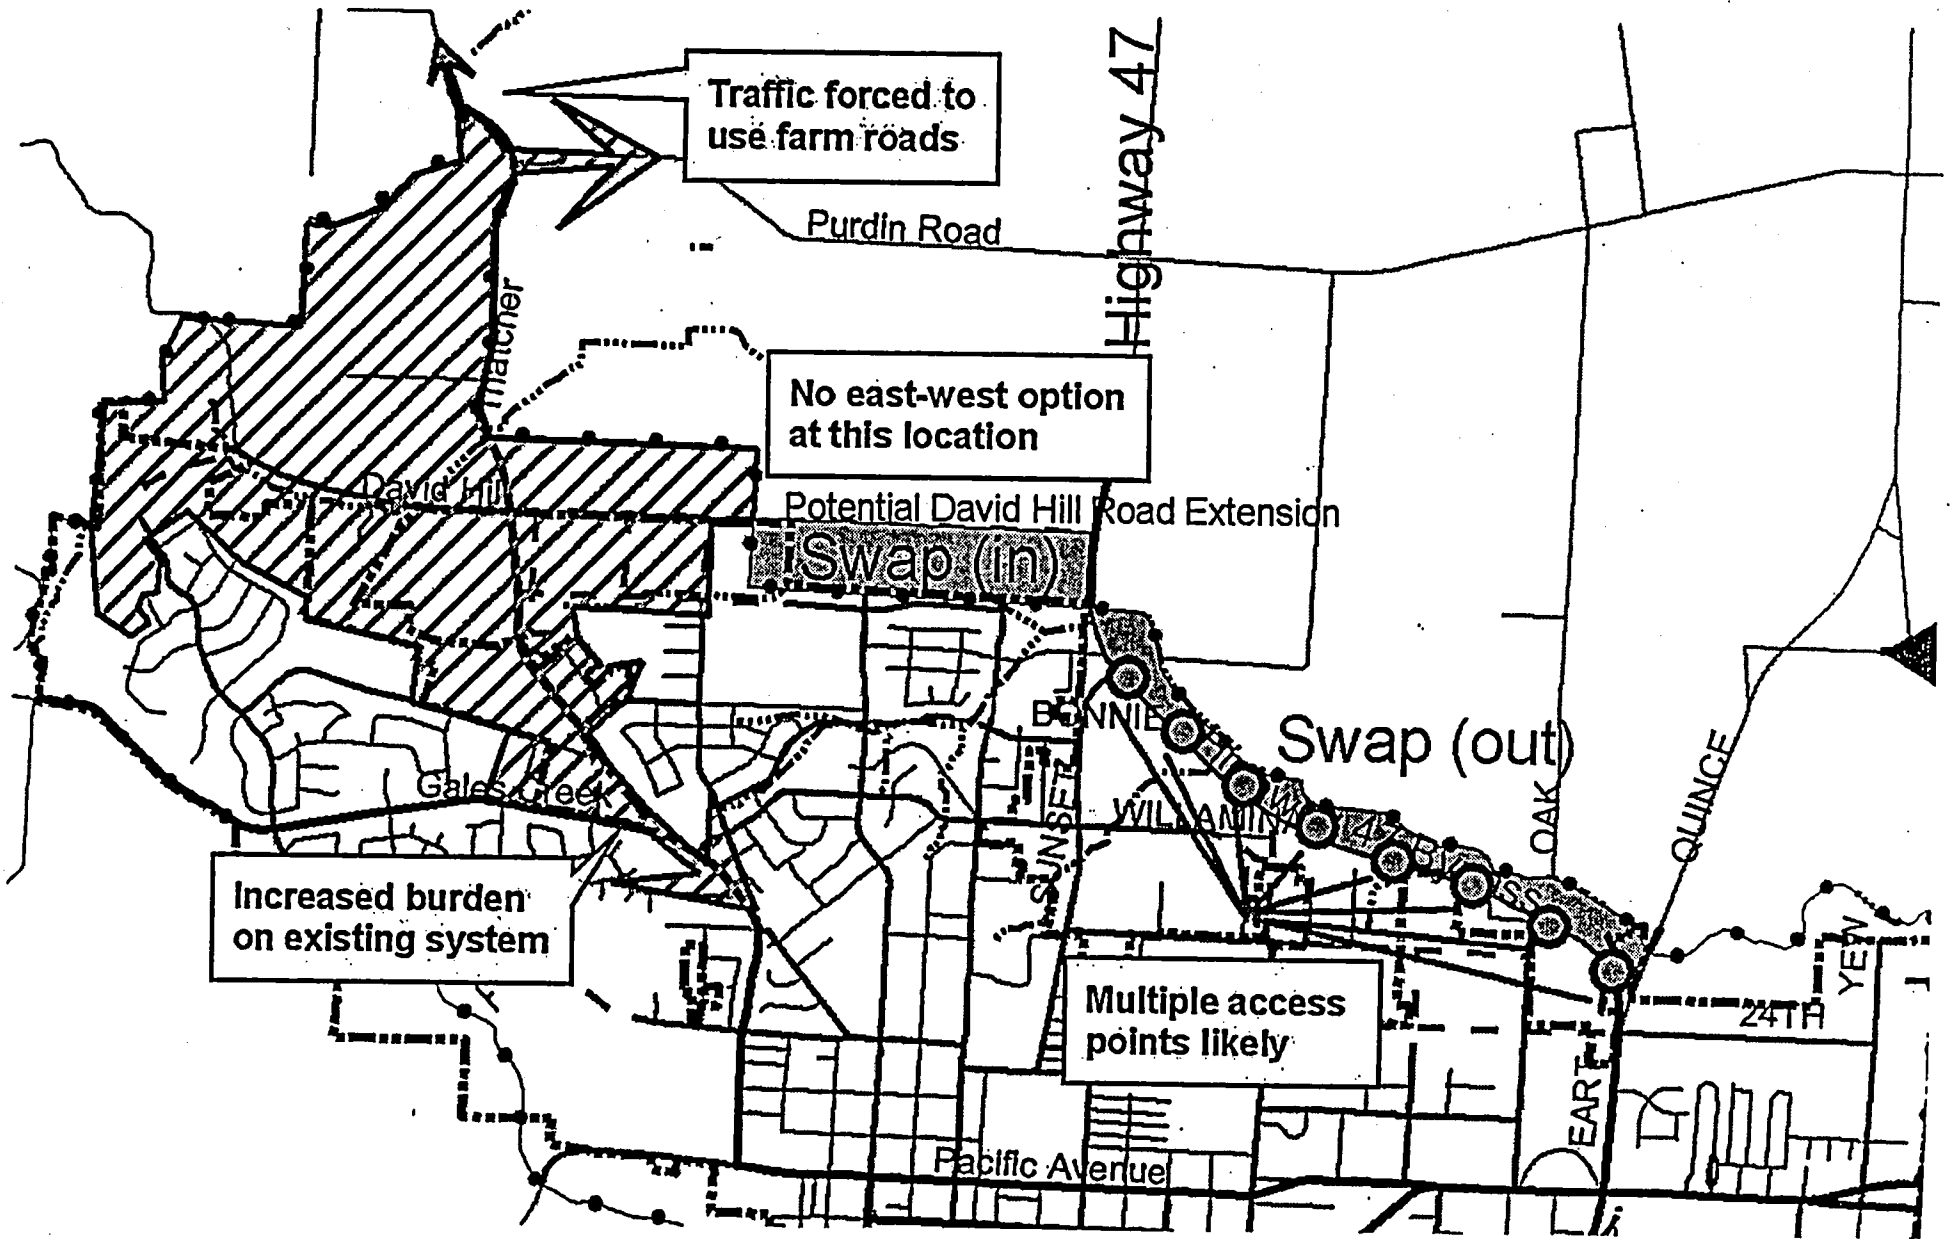 Highway 47
Traffic forced to
use farm roads
Purdin Road
Thatcher
No east-west option
at this location
David Hill
Potential David Hill Road Extension
Swap (in)
Swap (out)
BONNIE
WILLAMINA
SUNSET
OAK
QUINCE
Gales Creek
Increased burden
on existing system
Multiple access
points likely
YEW
24TH
Pacific Avenue